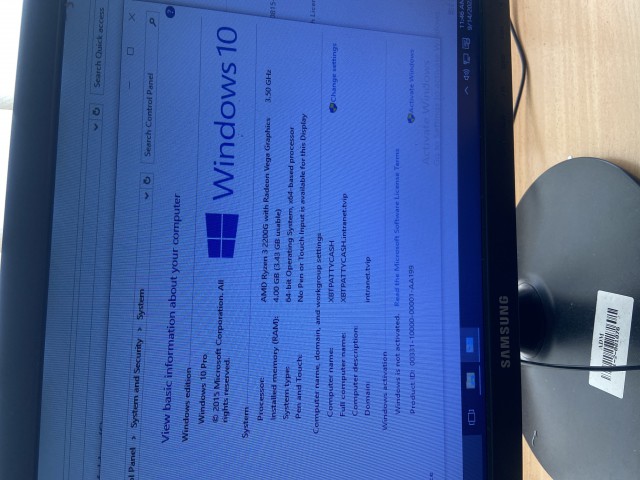 Search Quick access
Search Control Panel
Panel › System and Security › System
View basic information about your computer
Windows edition
Windows 10 Pro
© 2015 Microsoft Corporation. All
rights reserved.
Windows 10
System
Processor: AMD Ryzen 3 2200G with Radeon Vega Graphics 3.50 GHz
Installed memory (RAM): 4.00 GB (3.43 GB usable)
System type: 64-bit Operating System, x64-based processor
Pen and Touch: No Pen or Touch Input is available for this Display
Computer name, domain, and workgroup settings
Computer name: XBTPATTYCASH
Change settings
Full computer name: XBTPATTYCASH.intranet.tvip
Computer description:
Domain: intranet.tvip
Windows activation
Windows is not activated. Read the Microsoft Software License Terms
Product ID: 00331-10000-00001-AA199
Activate Windows
Activate Windows
11:48 AM
SAMSUNG